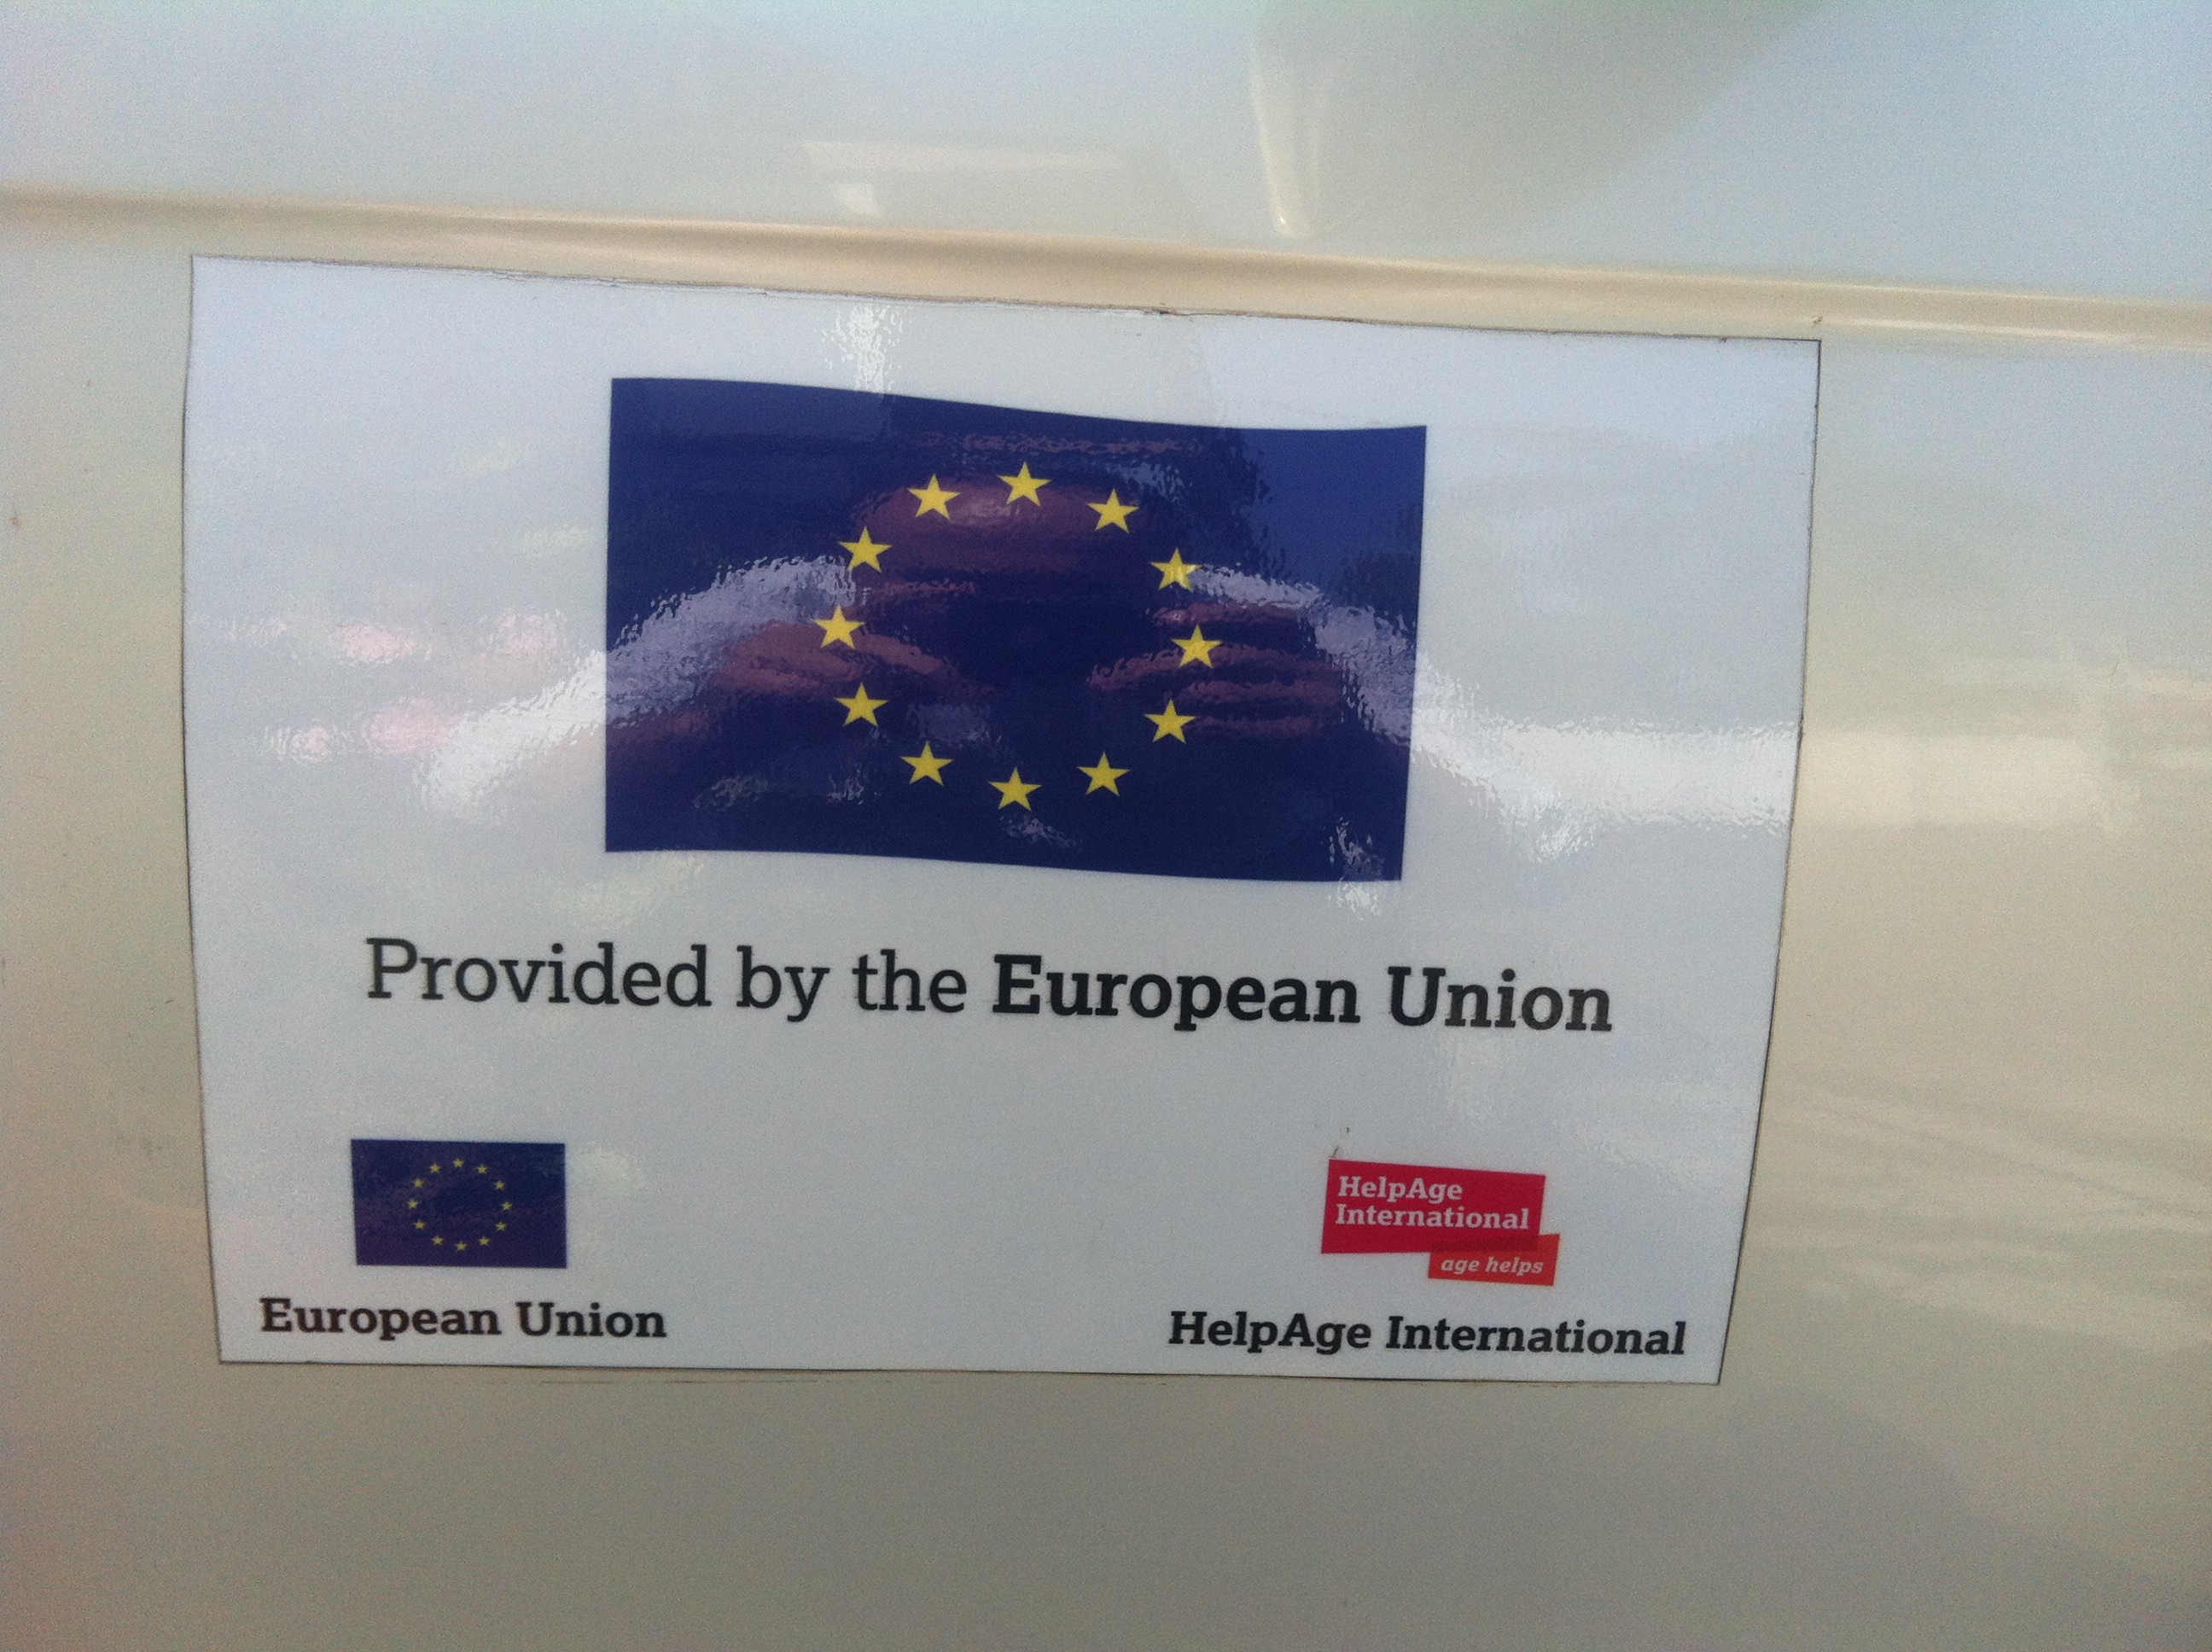 Provided by the European Union
HelpAge
International
age helps
European Union
HelpAge International